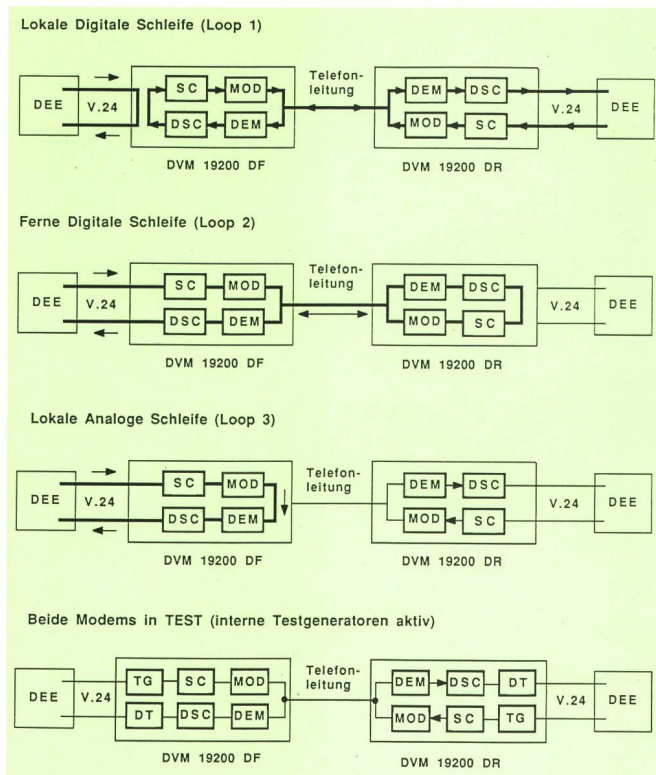 Lokale Digitale Schleife (Loop 1)
DEE
V.24
SC
MOD
DSC
DEM
DVM 19200 DF
Telefon-
leitung
DEM
DSC
MOD
SC
DVM 19200 DR
V.24
DEE
Ferne Digitale Schleife (Loop 2)
DEE
V.24
SC
MOD
DSC
DEM
DVM 19200 DF
Telefon-
leitung
DEM
DSC
MOD
SC
DVM 19200 DR
V.24
DEE
Lokale Analoge Schleife (Loop 3)
DEE
V.24
SC
MOD
DSC
DEM
DVM 19200 DF
Telefon-
leitung
DEM
DSC
MOD
SC
DVM 19200 DR
V.24
DEE
Beide Modems in TEST (interne Testgeneratoren aktiv)
DEE
V.24
TG
SC
MOD
DT
DSC
DEM
DVM 19200 DF
Telefon-
leitung
DEM
DSC
DT
MOD
SC
TG
DVM 19200 DR
V.24
DEE